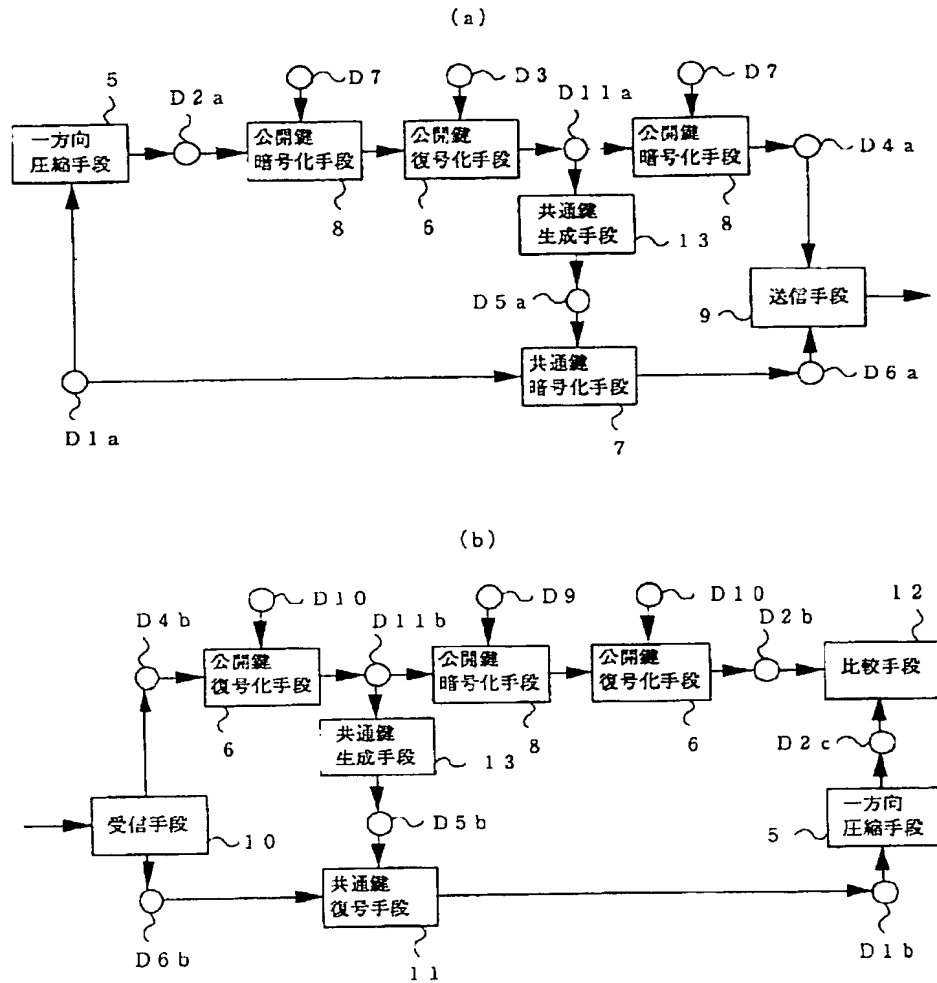 (a)
5
D2a
D7
D3
D11a
D7
一方向
圧縮手段
公開鍵
暗号化手段
公開鍵
復号化手段
公開鍵
暗号化手段
D4a
8
6
8
共通鍵
生成手段
13
D5a
送信手段
9
共通鍵
暗号化手段
D6a
D1a
7
(b)
D4b
D10
D11b
D9
D10
D2b
12
公開鍵
復号化手段
公開鍵
暗号化手段
公開鍵
復号化手段
比較手段
6
共通鍵
生成手段
13
8
6
D2c
受信手段
10
D5b
5
一方向
圧縮手段
共通鍵
復号手段
D6b
11
D1b